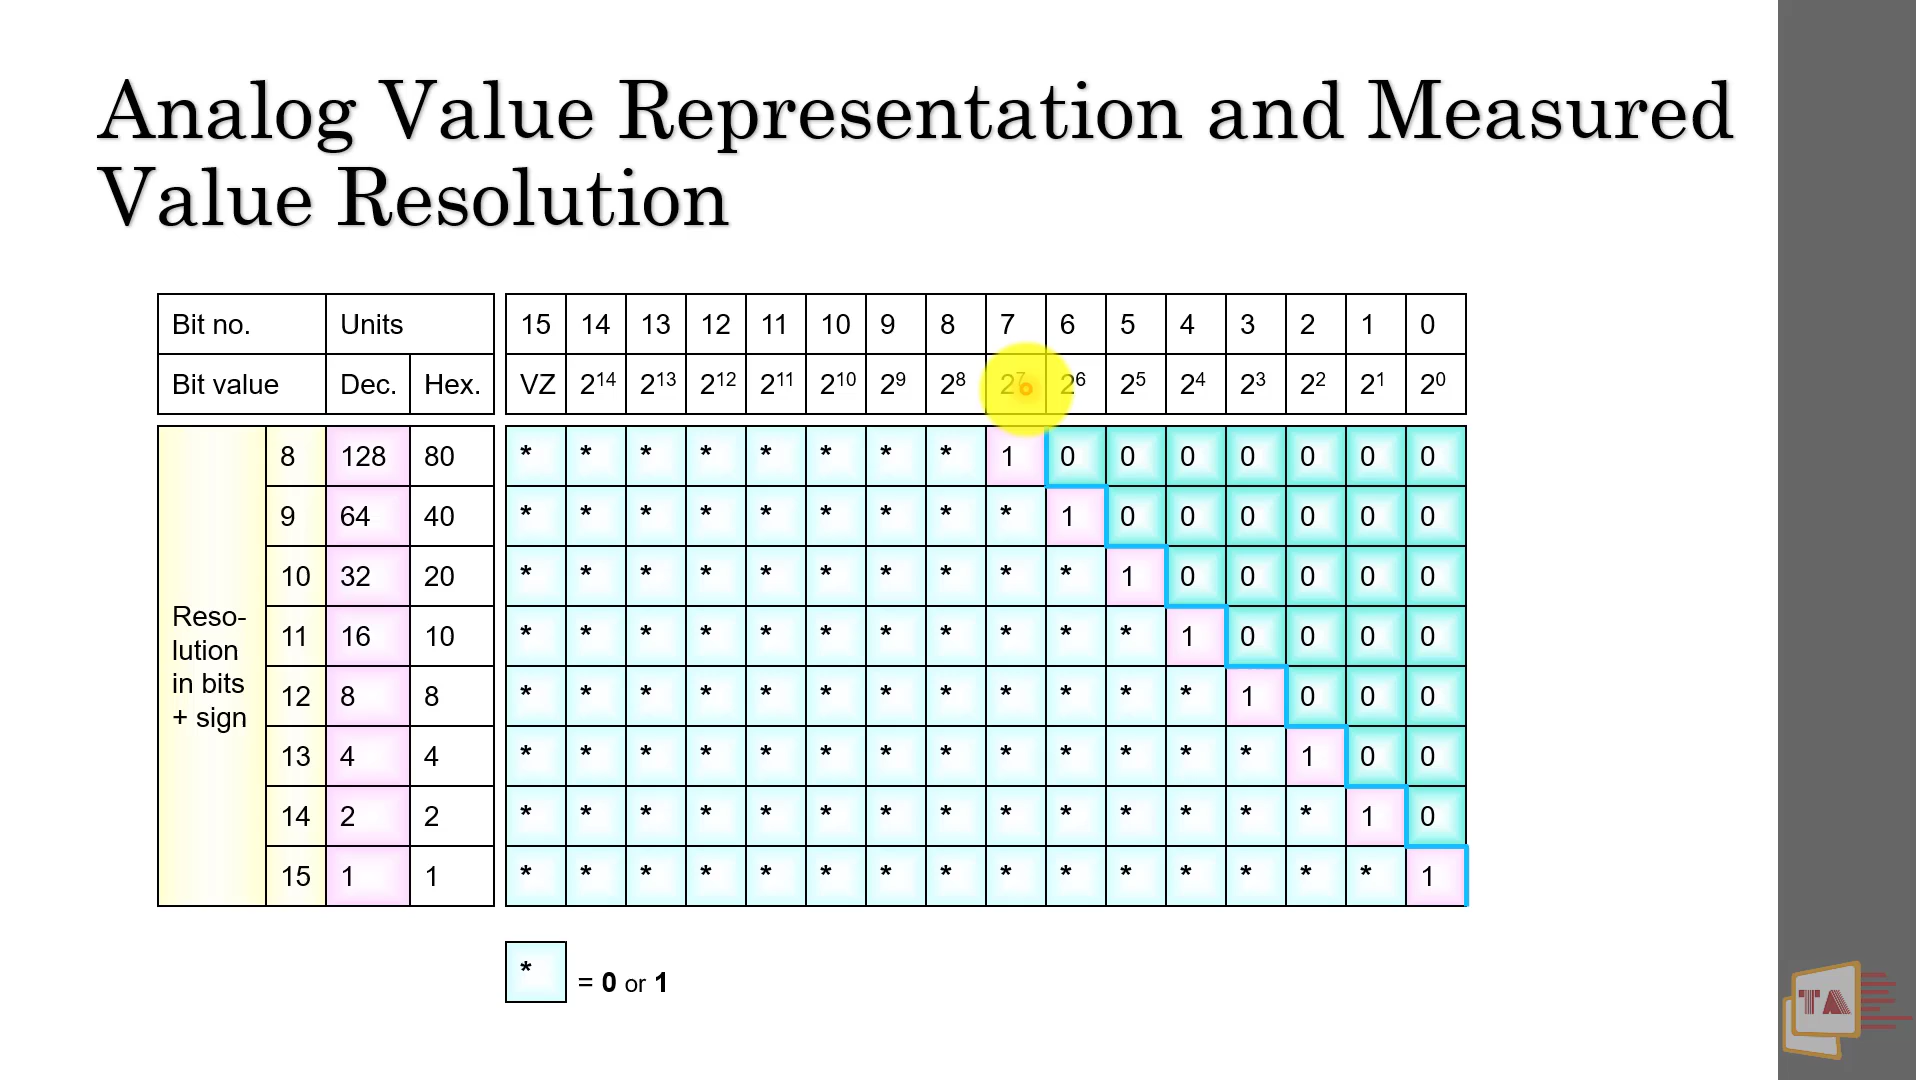 Analog Value Representation and Measured
Value Resolution
Bit no. Units 15 14 13 12 11 10 9 8 7 6 5 4 3 2 1 0
Bit value Dec. Hex. VZ 2¹⁴ 2¹³ 2¹² 2¹¹ 2¹⁰ 2⁹ 2⁸ 2⁷ 2⁶ 2⁵ 2⁴ 2³ 2² 2¹ 2⁰
Reso-
lution
in bits
+ sign
8 128 80 * * * * * * * * 1 0 0 0 0 0 0 0
9 64 40 * * * * * * * * * 1 0 0 0 0 0 0
10 32 20 * * * * * * * * * * 1 0 0 0 0 0
11 16 10 * * * * * * * * * * * 1 0 0 0 0
12 8 8 * * * * * * * * * * * * 1 0 0 0
13 4 4 * * * * * * * * * * * * * 1 0 0
14 2 2 * * * * * * * * * * * * * * 1 0
15 1 1 * * * * * * * * * * * * * * * 1
* = 0 or 1
TA